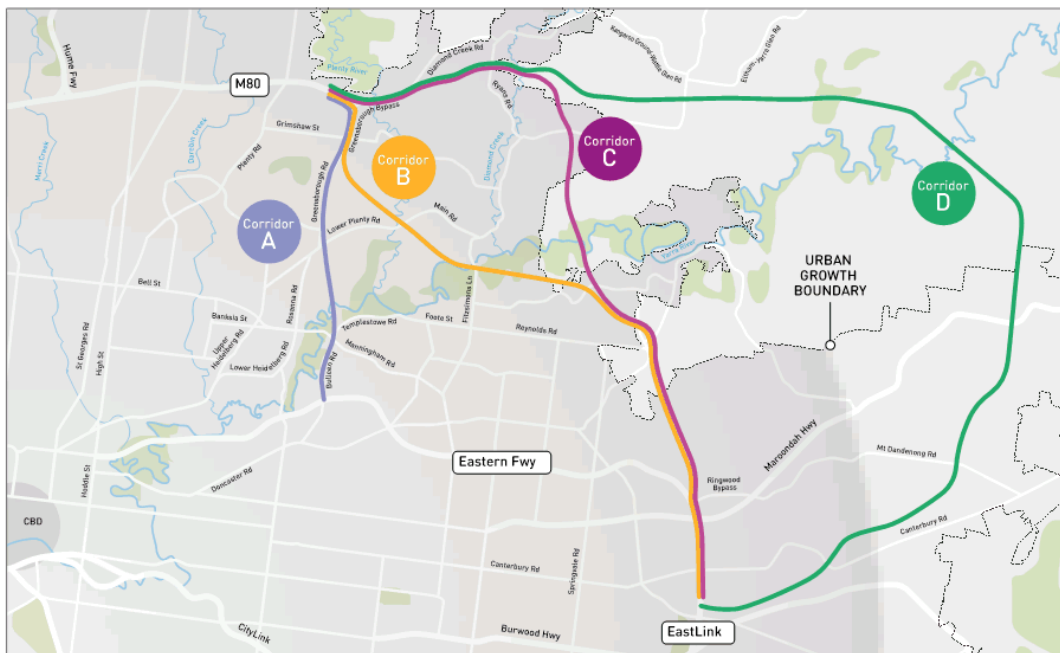 Hume Fwy
M80
Merri Creek
Darebin Creek
Plenty River
Diamond Creek Rd
Kangaroo Ground
Wattle Glen Rd
Eltham
Yarra Glen Rd
Ryans Rd
Greensborough Bypass
Grimshaw St
Plenty Rd
Greensborough Rd
Diamond Creek
Corridor
A
Corridor
B
Corridor
C
Corridor
D
Main Rd
Lower Plenty Rd
Yarra River
URBAN
GROWTH
BOUNDARY
Bell St
Banksia St
Rosanna Rd
Upper
Heidelberg Rd
Lower Heidelberg Rd
St Georges Rd
High St
Templestowe Rd
Foote St
Fitzsimons Ln
Reynolds Rd
Manningham Rd
Bulleen Rd
Eastern Fwy
Doncaster Rd
Hoddle St
CBD
Maroondah Hwy
Mt Dandenong Rd
Ringwood
Bypass
Canterbury Rd
Canterbury Rd
Springvale Rd
CityLink
Burwood Hwy
EastLink